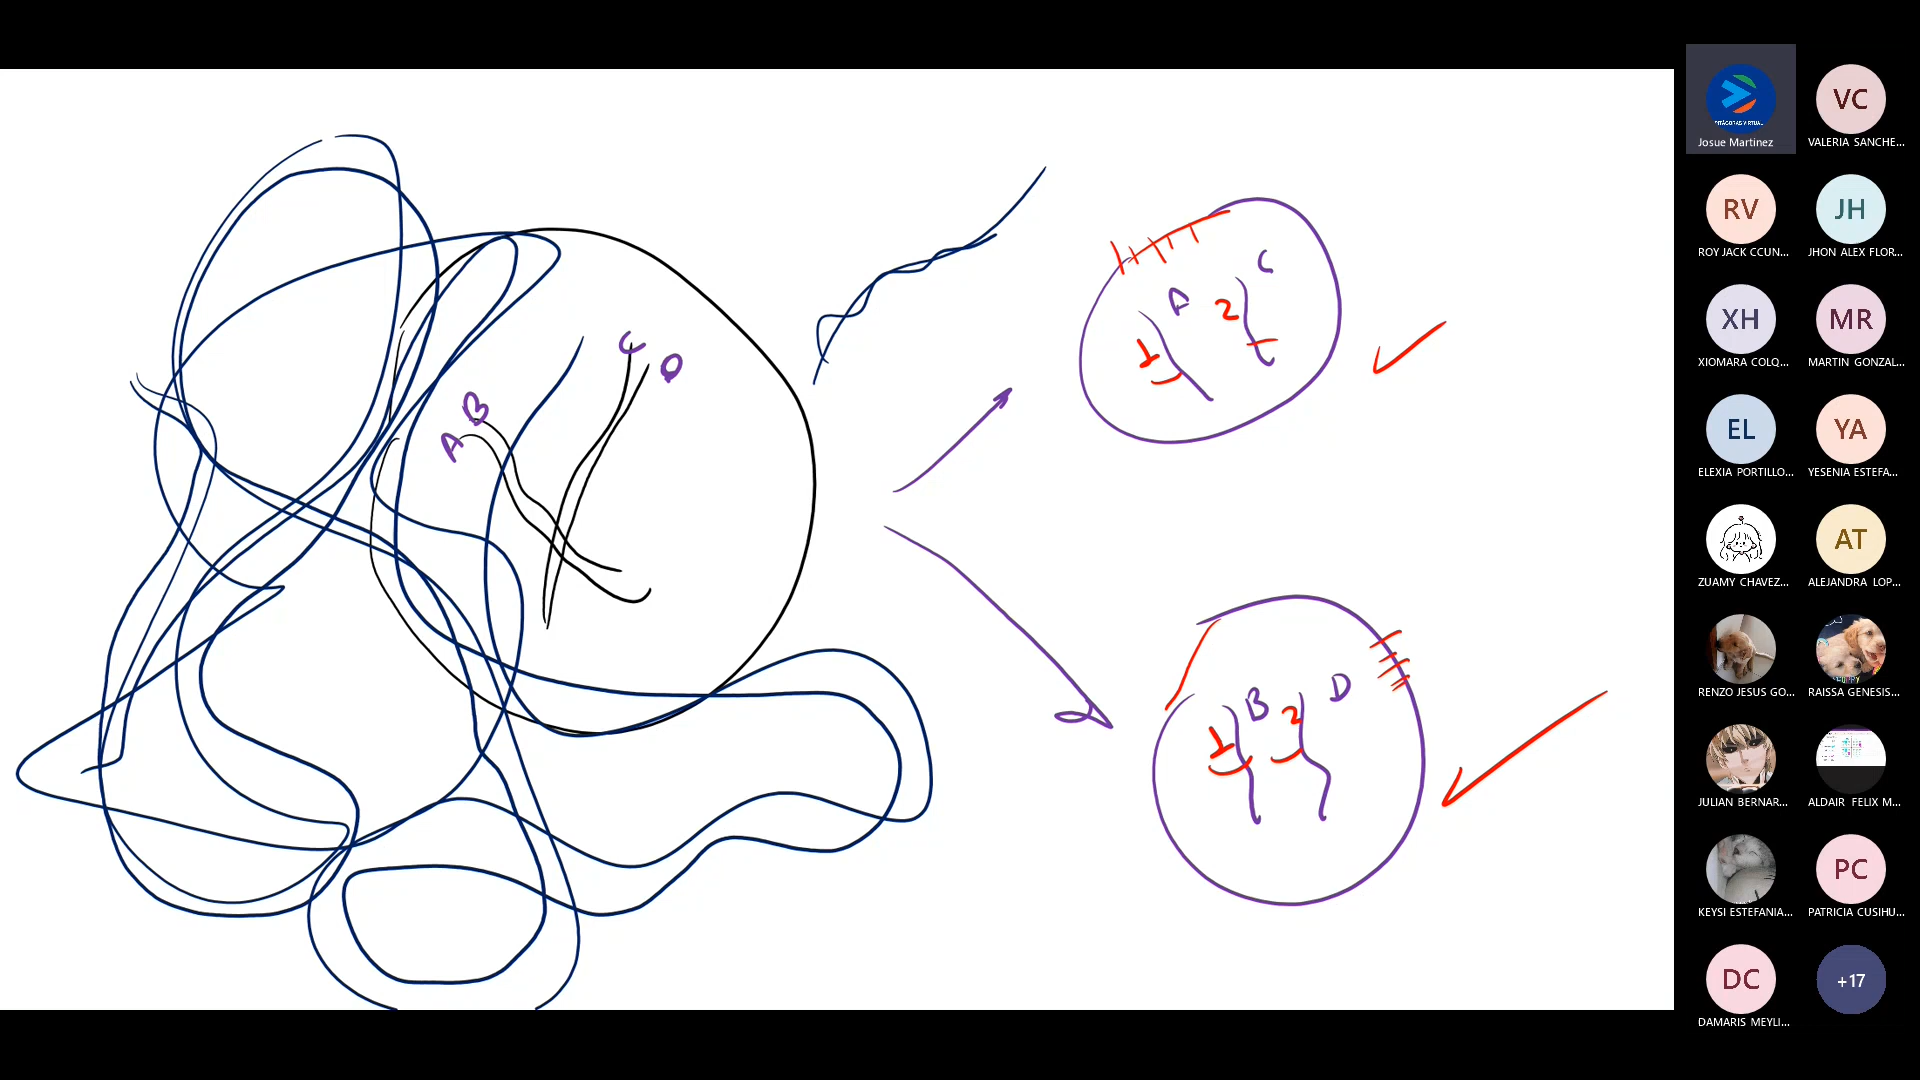 C
D
B
A
A
C
2
1
B
D
2
1
PITÁGORAS VIRTUAL
Josue Martinez
VC
VALERIA SANCHE...
RV
ROY JACK CCUN...
JH
JHON ALEX FLOR...
XH
XIOMARA COLQ...
MR
MARTIN GONZAL...
EL
ELEXIA PORTILLO...
YA
YESENIA ESTEFA...
ZUAMY CHAVEZ...
AT
ALEJANDRA LOP...
RENZO JESUS GO...
RAISSA GENESIS...
JULIAN BERNAR...
ALDAIR FELIX M...
KEYSI ESTEFANIA...
PC
PATRICIA CUSIHU...
DC
DAMARIS MEYLI...
+17